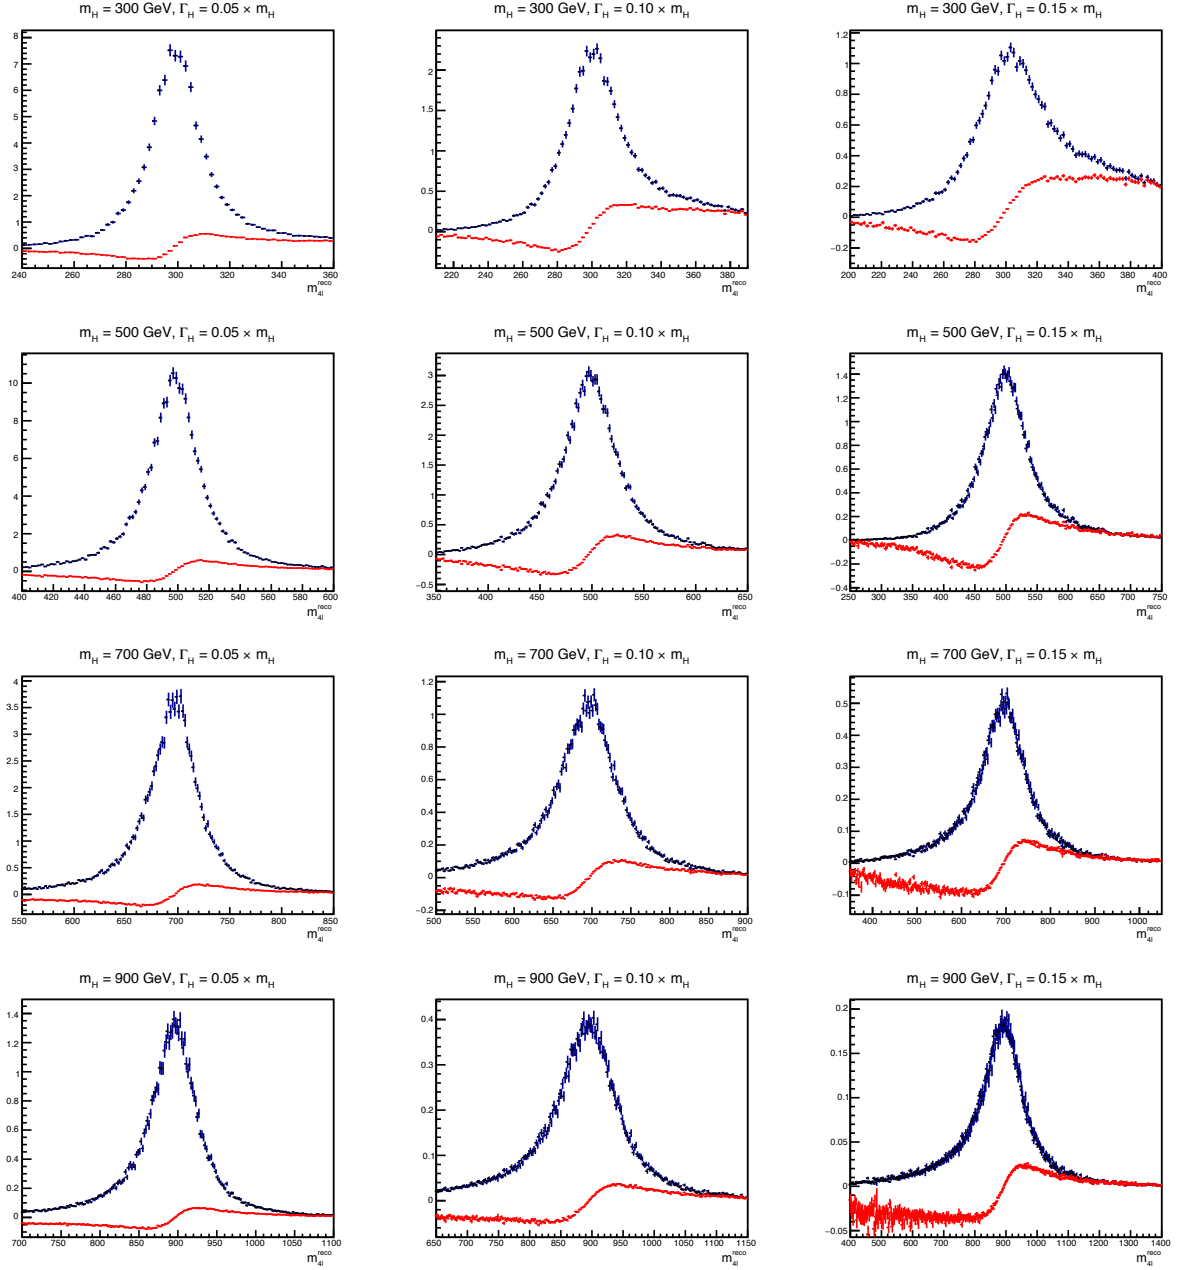 m_H = 300 GeV, Γ_H = 0.05 × m_H
8
7
6
5
4
3
2
1
0
240 260 280 300 320 340 360
m_4l^reco
m_H = 300 GeV, Γ_H = 0.10 × m_H
2
1.5
1
0.5
0
220 240 260 280 300 320 340 360 380
m_4l^reco
m_H = 300 GeV, Γ_H = 0.15 × m_H
1.2
1
0.8
0.6
0.4
0.2
0
−0.2
200 220 240 260 280 300 320 340 360 380 400
m_4l^reco
m_H = 500 GeV, Γ_H = 0.05 × m_H
10
8
6
4
2
0
400 420 440 460 480 500 520 540 560 580 600
m_4l^reco
m_H = 500 GeV, Γ_H = 0.10 × m_H
3
2.5
2
1.5
1
0.5
0
−0.5
350 400 450 500 550 600 650
m_4l^reco
m_H = 500 GeV, Γ_H = 0.15 × m_H
1.4
1.2
1
0.8
0.6
0.4
0.2
0
−0.2
−0.4
250 300 350 400 450 500 550 600 650 700 750
m_4l^reco
m_H = 700 GeV, Γ_H = 0.05 × m_H
4
3.5
3
2.5
2
1.5
1
0.5
0
550 600 650 700 750 800 850
m_4l^reco
m_H = 700 GeV, Γ_H = 0.10 × m_H
1.2
1
0.8
0.6
0.4
0.2
0
−0.2
500 550 600 650 700 750 800 850 900
m_4l^reco
m_H = 700 GeV, Γ_H = 0.15 × m_H
0.5
0.4
0.3
0.2
0.1
0
−0.1
400 500 600 700 800 900 1000
m_4l^reco
m_H = 900 GeV, Γ_H = 0.05 × m_H
1.4
1.2
1
0.8
0.6
0.4
0.2
0
700 750 800 850 900 950 1000 1050 1100
m_4l^reco
m_H = 900 GeV, Γ_H = 0.10 × m_H
0.4
0.3
0.2
0.1
0
650 700 750 800 850 900 950 1000 1050 1100 1150
m_4l^reco
m_H = 900 GeV, Γ_H = 0.15 × m_H
0.2
0.15
0.1
0.05
0
−0.05
400 500 600 700 800 900 1000 1100 1200 1300 1400
m_4l^reco